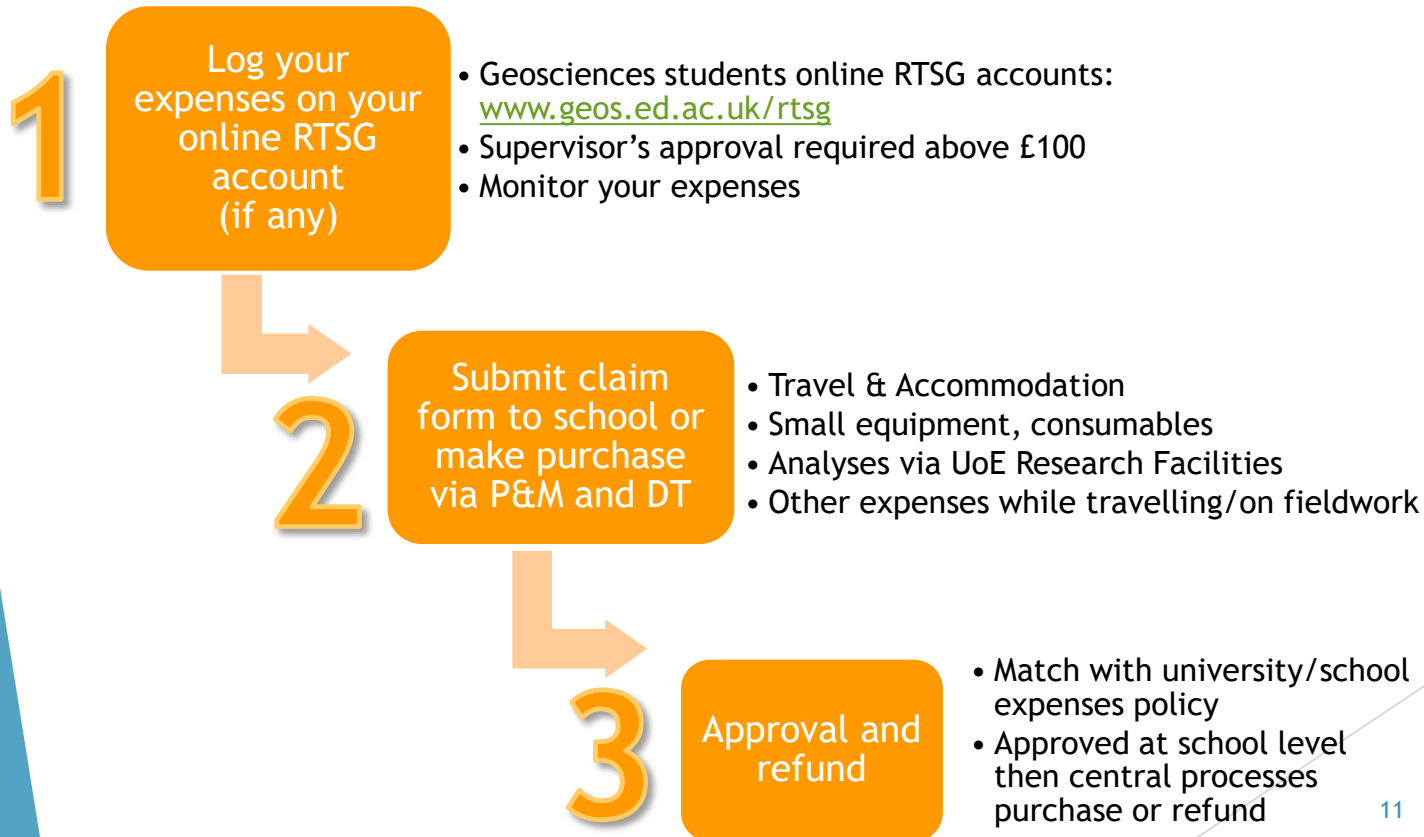 1
Log your
expenses on your
online RTSG
account
(if any)
• Geosciences students online RTSG accounts:
www.geos.ed.ac.uk/rtsg
• Supervisor’s approval required above £100
• Monitor your expenses
2
Submit claim
form to school or
make purchase
via P&M and DT
• Travel & Accommodation
• Small equipment, consumables
• Analyses via UoE Research Facilities
• Other expenses while travelling/on fieldwork
3
Approval and
refund
• Match with university/school
expenses policy
• Approved at school level
then central processes
purchase or refund
11